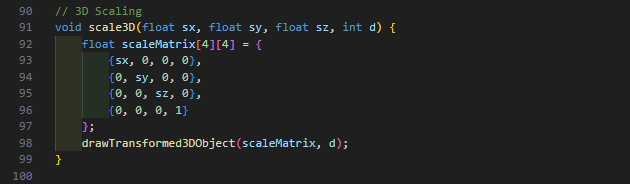 90 // 3D Scaling
91 void scale3D(float sx, float sy, float sz, int d) {
92     float scaleMatrix[4][4] = {
93         {sx, 0, 0, 0},
94         {0, sy, 0, 0},
95         {0, 0, sz, 0},
96         {0, 0, 0, 1}
97     };
98     drawTransformed3DObject(scaleMatrix, d);
99 }
100